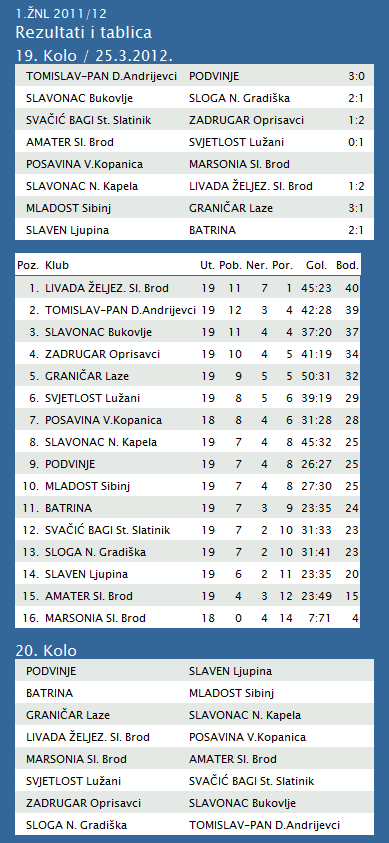 1.ŽNL 2011/12
Rezultati i tablica
19. Kolo / 25.3.2012.
TOMISLAV-PAN D.Andrijevci PODVINJE 3:0
SLAVONAC Bukovlje SLOGA N. Gradiška 2:1
SVAČIĆ BAGI St. Slatinik ZADRUGAR Oprisavci 1:2
AMATER Sl. Brod SVJETLOST Lužani 0:1
POSAVINA V.Kopanica MARSONIA Sl. Brod
SLAVONAC N. Kapela LIVADA ŽELJEZ. Sl. Brod 1:2
MLADOST Sibinj GRANIČAR Laze 3:1
SLAVEN Ljupina BATRINA 2:1
Poz. Klub Ut. Pob. Ner. Por. Gol. Bod.
1. LIVADA ŽELJEZ. Sl. Brod 19 11 7 1 45:23 40
2. TOMISLAV-PAN D.Andrijevci 19 12 3 4 42:28 39
3. SLAVONAC Bukovlje 19 11 4 4 37:20 37
4. ZADRUGAR Oprisavci 19 10 4 5 41:19 34
5. GRANIČAR Laze 19 9 5 5 50:31 32
6. SVJETLOST Lužani 19 8 5 6 39:19 29
7. POSAVINA V.Kopanica 18 8 4 6 31:28 28
8. SLAVONAC N. Kapela 19 7 4 8 45:32 25
9. PODVINJE 19 7 4 8 26:27 25
10. MLADOST Sibinj 19 7 4 8 27:30 25
11. BATRINA 19 7 3 9 23:35 24
12. SVAČIĆ BAGI St. Slatinik 19 7 2 10 31:33 23
13. SLOGA N. Gradiška 19 7 2 10 31:41 23
14. SLAVEN Ljupina 19 6 2 11 23:35 20
15. AMATER Sl. Brod 19 4 3 12 23:49 15
16. MARSONIA Sl. Brod 18 0 4 14 7:71 4
20. Kolo
PODVINJE SLAVEN Ljupina
BATRINA MLADOST Sibinj
GRANIČAR Laze SLAVONAC N. Kapela
LIVADA ŽELJEZ. Sl. Brod POSAVINA V.Kopanica
MARSONIA Sl. Brod AMATER Sl. Brod
SVJETLOST Lužani SVAČIĆ BAGI St. Slatinik
ZADRUGAR Oprisavci SLAVONAC Bukovlje
SLOGA N. Gradiška TOMISLAV-PAN D.Andrijevci